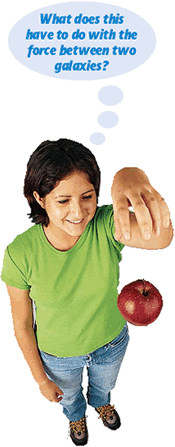 What does this
have to do with the
force between two
galaxies?